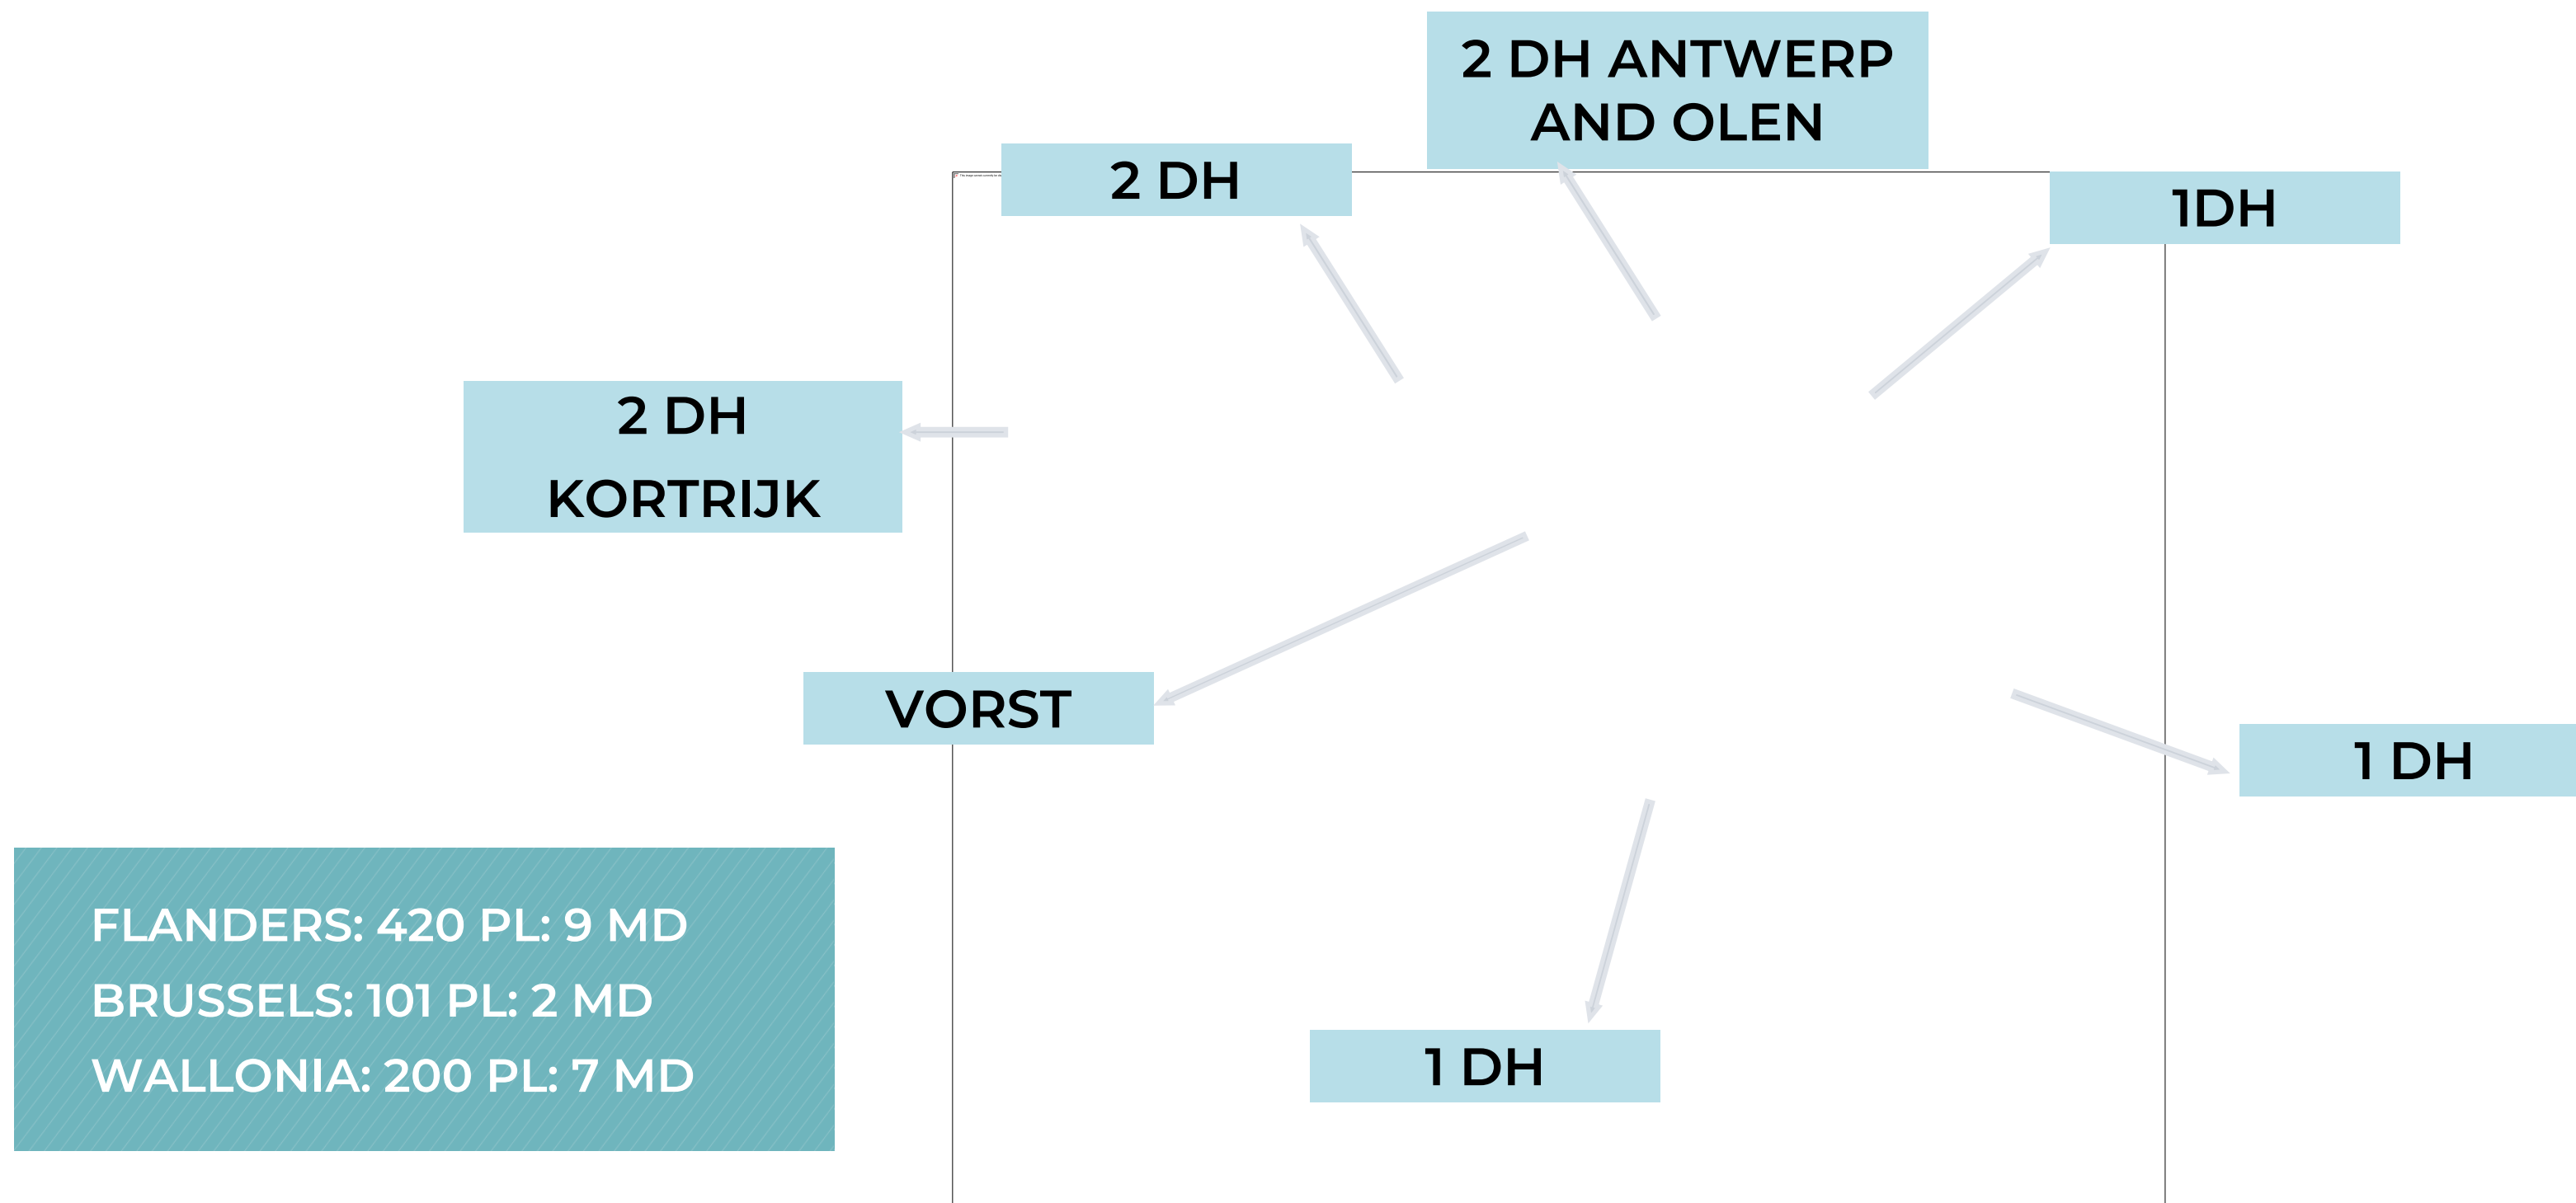 2 DH ANTWERP
AND OLEN
2 DH
1DH
2 DH
KORTRIJK
VORST
1 DH
FLANDERS: 420 PL: 9 MD
BRUSSELS: 101 PL: 2 MD
WALLONIA: 200 PL: 7 MD
1 DH